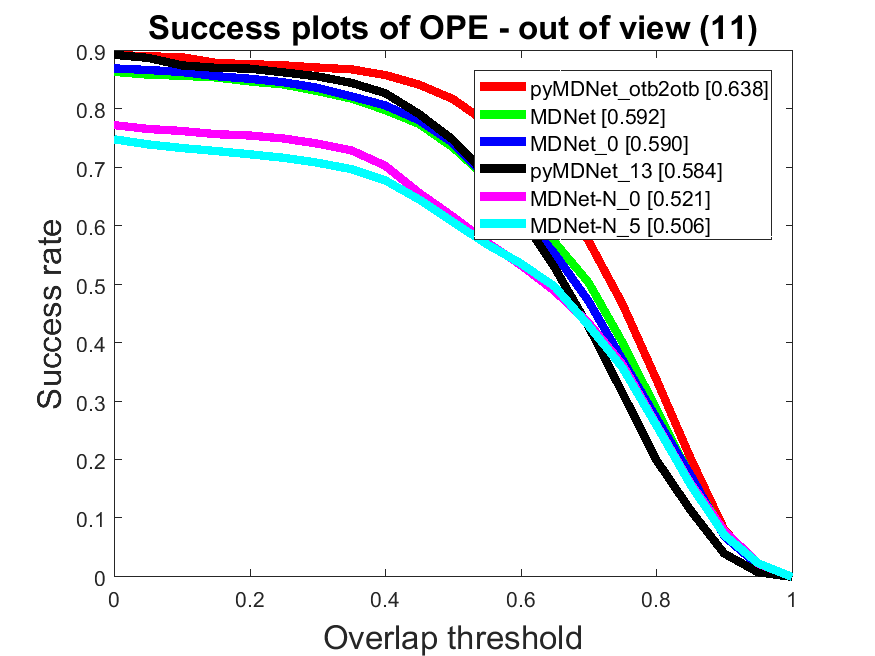 Success plots of OPE - out of view (11)
0.9
0.8
0.7
0.6
0.5
0.4
0.3
0.2
0.1
0
Success rate
pyMDNet_otb2otb [0.638]
MDNet [0.592]
MDNet_0 [0.590]
pyMDNet_13 [0.584]
MDNet-N_0 [0.521]
MDNet-N_5 [0.506]
0 0.2 0.4 0.6 0.8 1
Overlap threshold